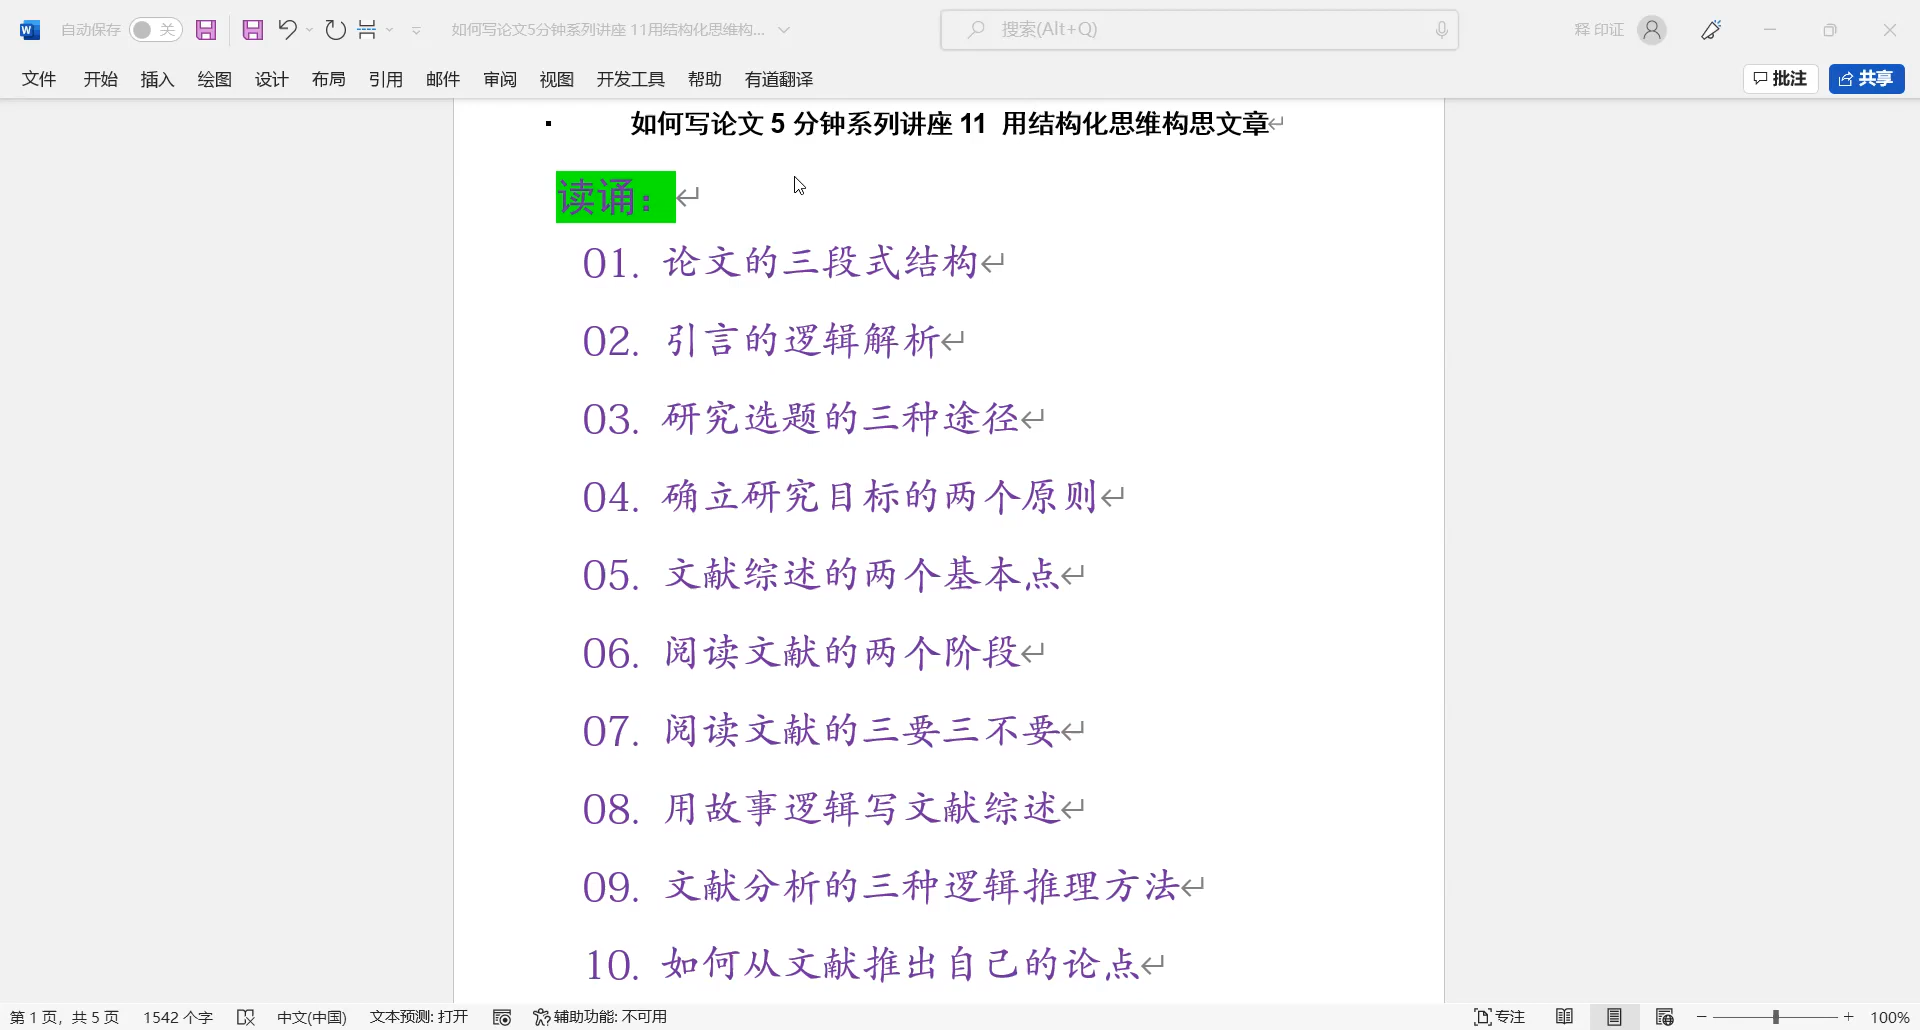 自动保存 关 如何写论文5分钟系列讲座 11用结构化思维构... 搜索(Alt+Q) 释 印证
文件 开始 插入 绘图 设计 布局 引用 邮件 审阅 视图 开发工具 帮助 有道翻译 批注 共享
如何写论文 5 分钟系列讲座 11 用结构化思维构思文章
读诵：
01. 论文的三段式结构
02. 引言的逻辑解析
03. 研究选题的三种途径
04. 确立研究目标的两个原则
05. 文献综述的两个基本点
06. 阅读文献的两个阶段
07. 阅读文献的三要三不要
08. 用故事逻辑写文献综述
09. 文献分析的三种逻辑推理方法
10. 如何从文献推出自己的论点
第 1 页，共 5 页 1542 个字 中文(中国) 文本预测: 打开 辅助功能: 不可用 专注 100%